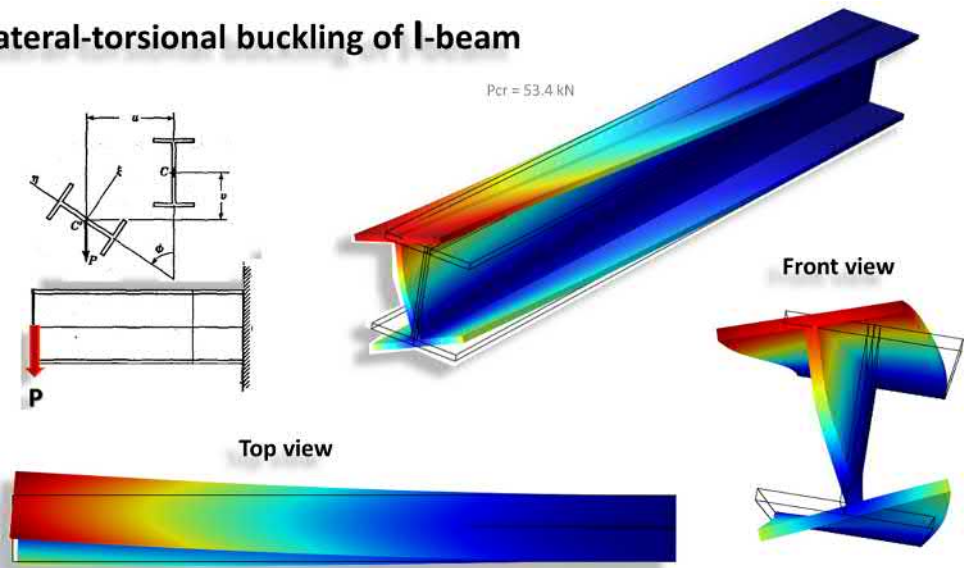 ateral-torsional buckling of I-beam
Pcr = 53.4 kN
u
ξ
C
v
η
C'
P
ϕ
P
Front view
Top view